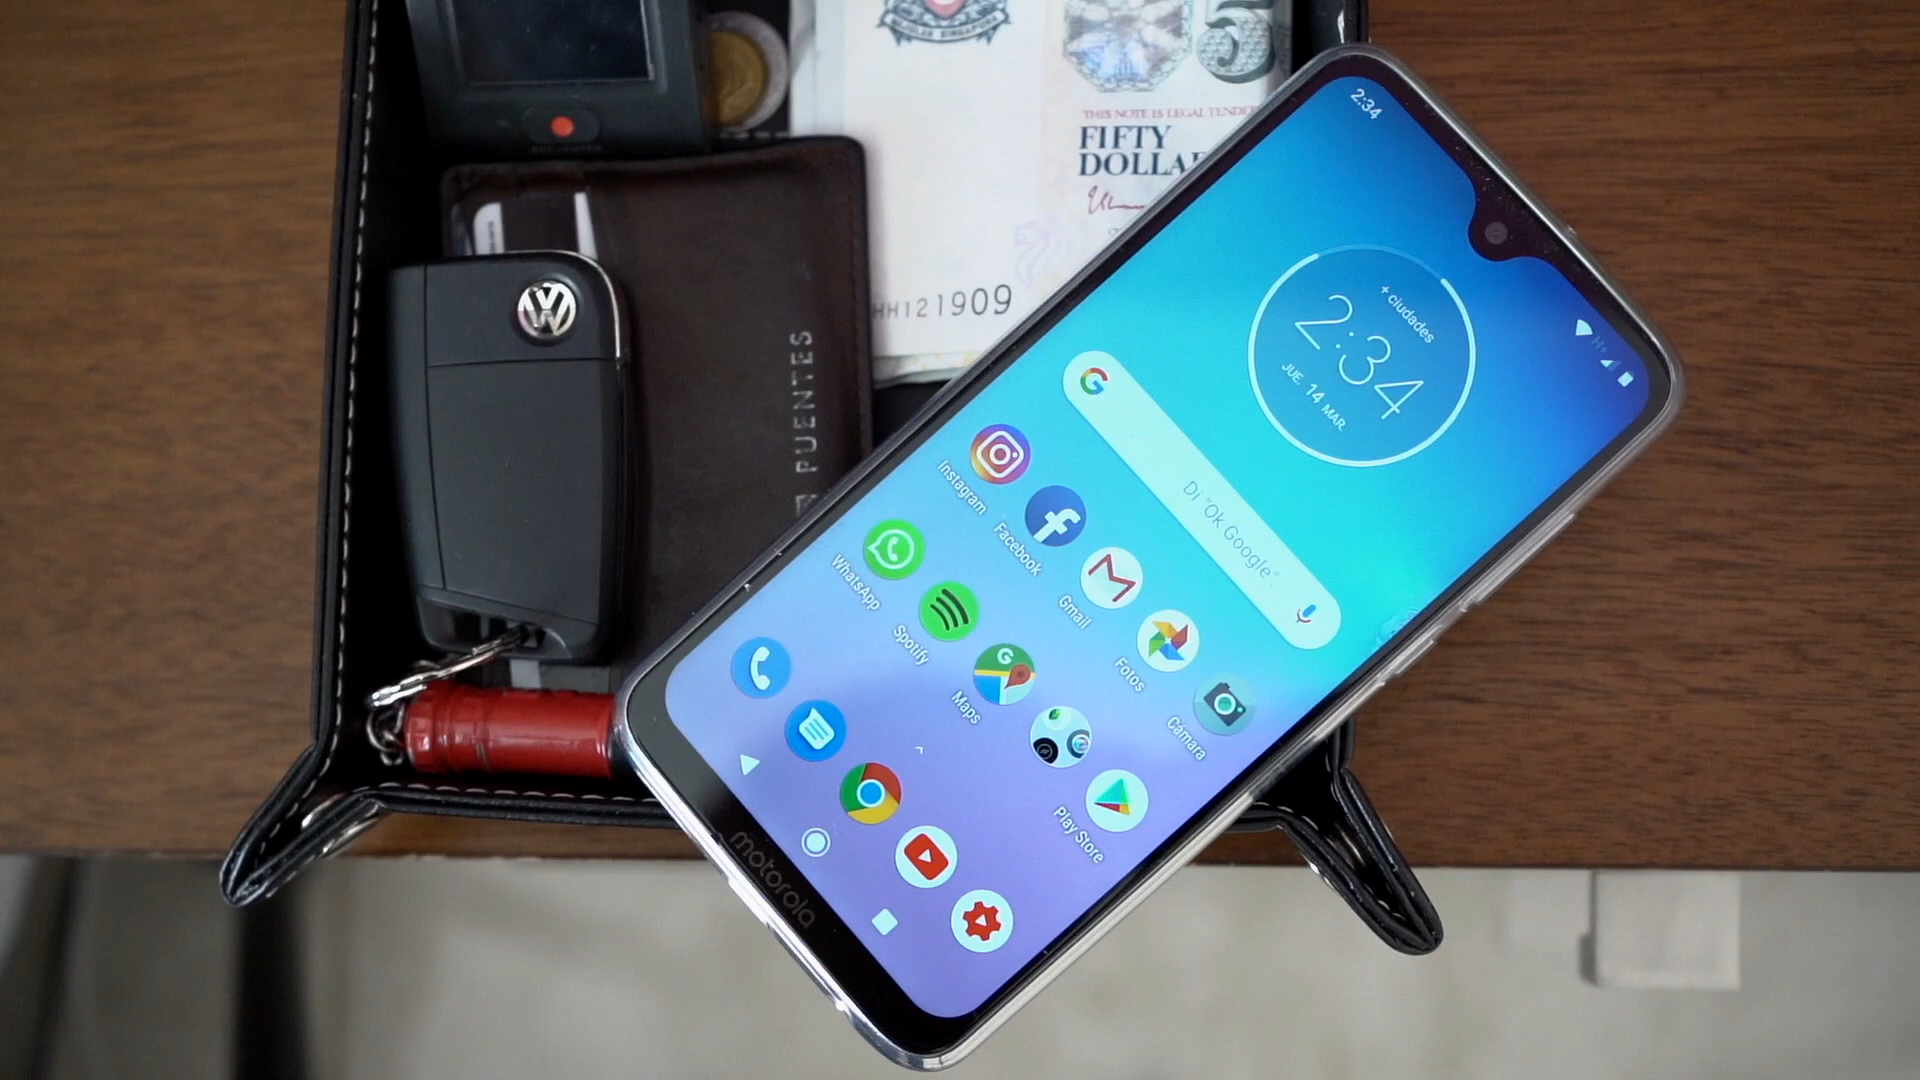 THIS NOTE IS LEGAL TENDER
FIFTY
DOLLA
HH121909
PUENTES
2:34
+ ciudades
2:34
JUE. 14 MAR.
H+
G
Di "Ok Google"
Instagram
Facebook
Gmail
Fotos
Cámara
WhatsApp
Spotify
Maps
Play Store
motorola